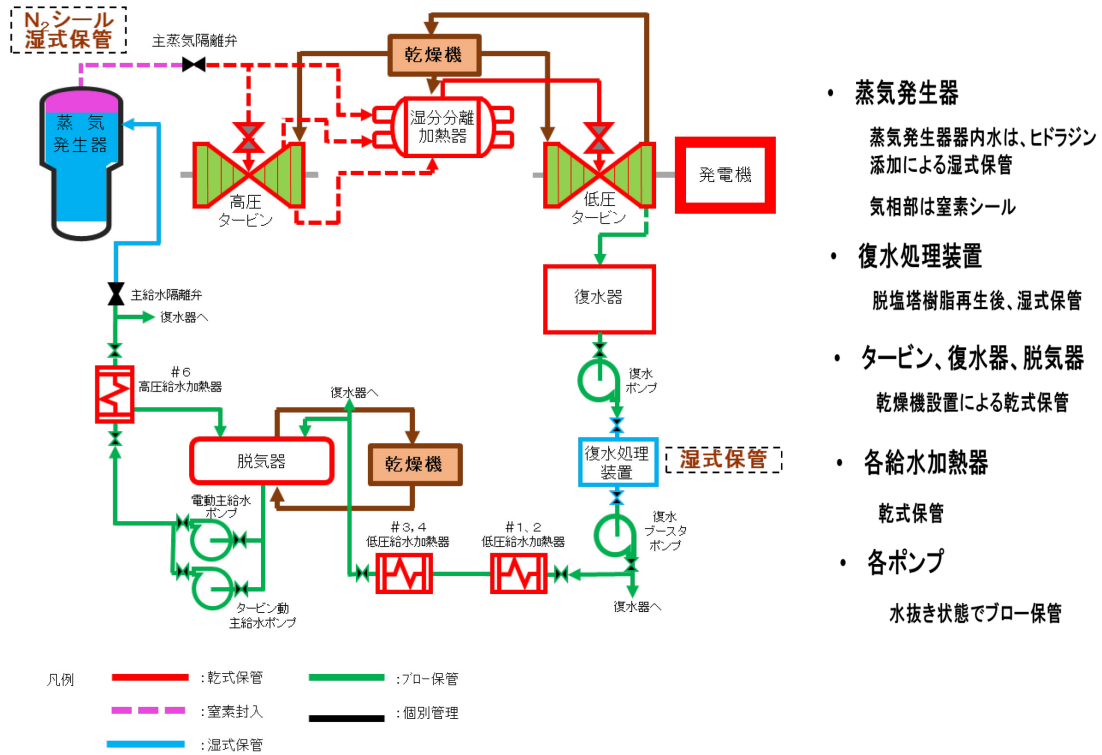 N₂シール
湿式保管
主蒸気隔離弁
乾燥機
蒸気
発生器
湿分分離
加熱器
高圧
タービン
低圧
タービン
発電機
主給水隔離弁
復水器へ
復水器
#6
高圧給水加熱器
復水
ポンプ
復水器へ
脱気器
乾燥機
復水処理
装置
湿式保管
電動主給水
ポンプ
#3,4
低圧給水加熱器
#1、2
低圧給水加熱器
復水
ブースタ
ポンプ
タービン動
主給水ポンプ
復水器へ
凡例
:乾式保管
:ブロー保管
:窒素封入
:個別管理
:湿式保管
・ 蒸気発生器
蒸気発生器器内水は、ヒドラジン
添加による湿式保管
気相部は窒素シール
・ 復水処理装置
脱塩塔樹脂再生後、湿式保管
・ タービン、復水器、脱気器
乾燥機設置による乾式保管
・ 各給水加熱器
乾式保管
・ 各ポンプ
水抜き状態でブロー保管